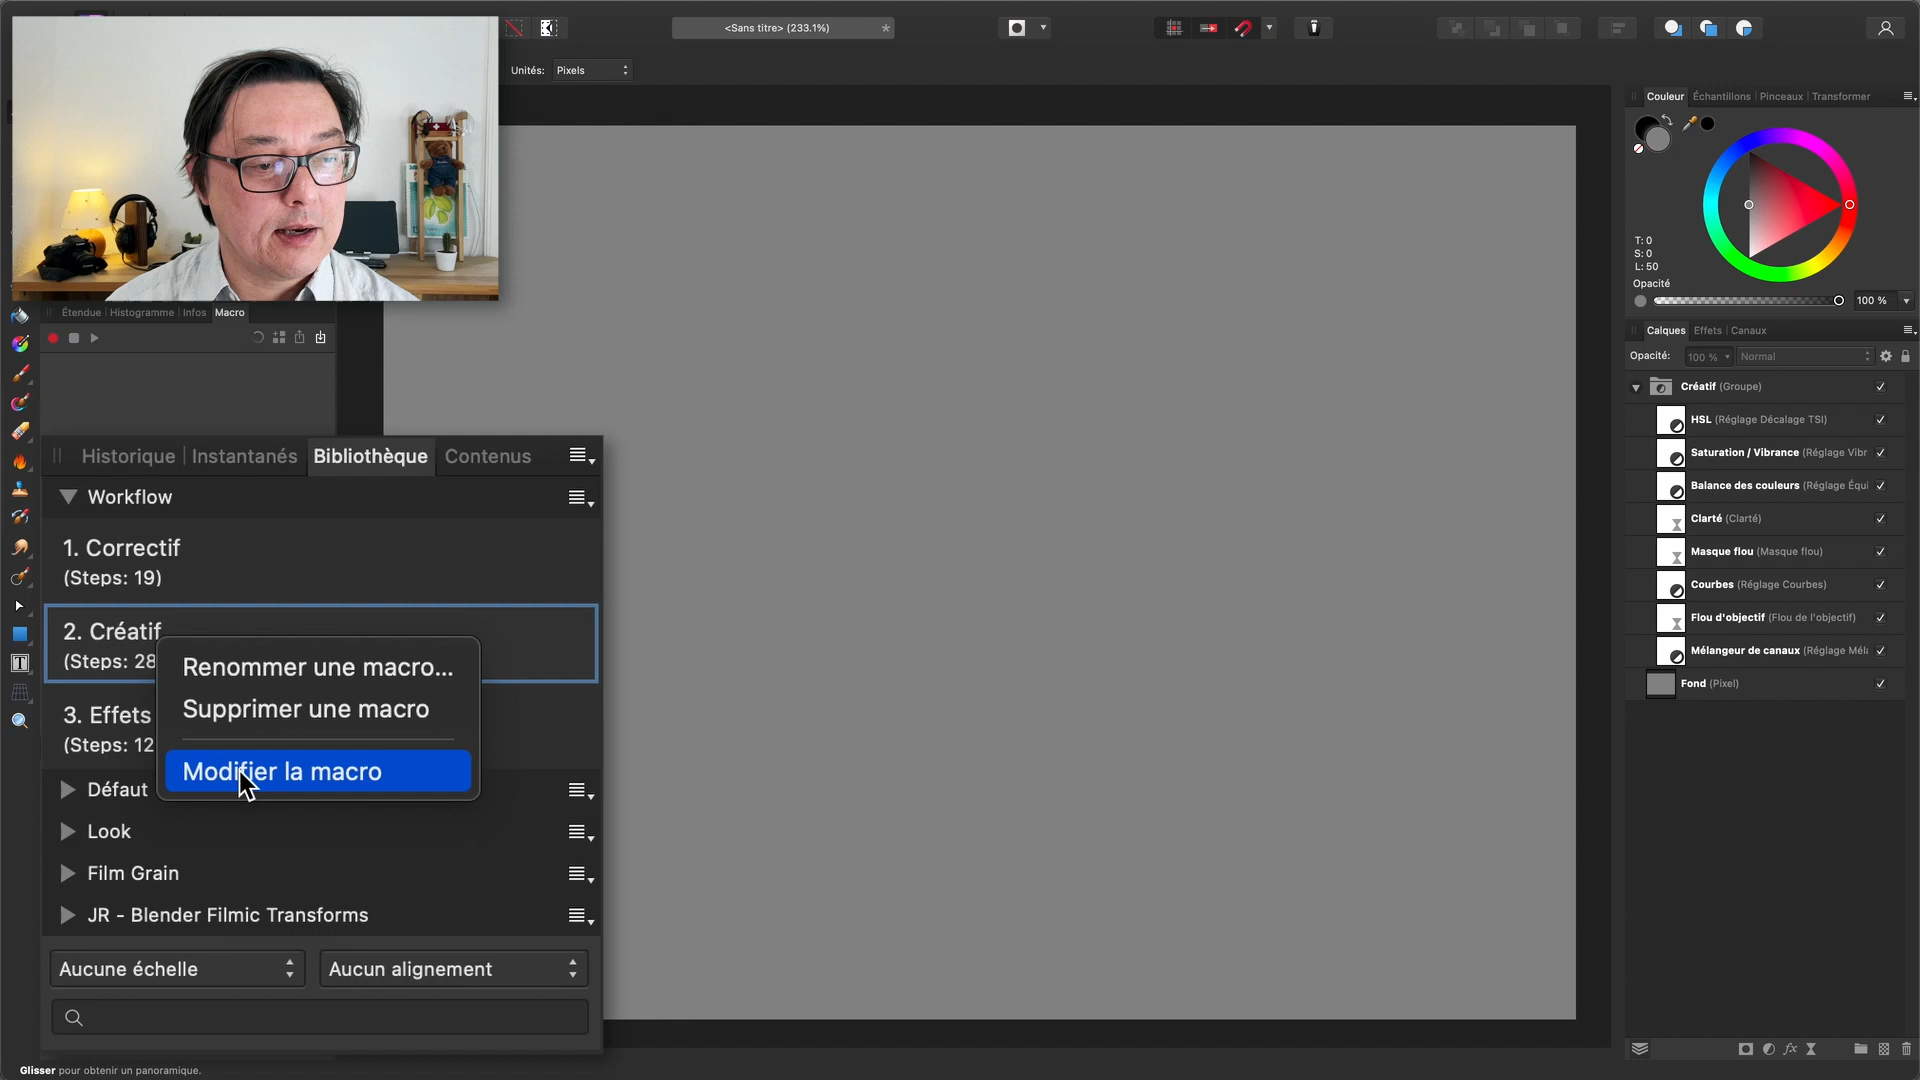 <Sans titre> (233.1%)
*
Unités: Pixels
Couleur Échantillons Pinceaux Transformer
T: 0
S: 0
L: 50
Opacité
100 %
Étendue Histogramme Infos Macro
Calques Effets Canaux
Opacité: 100 % Normal
Créatif (Groupe)
HSL (Réglage Décalage TSI)
Saturation / Vibrance (Réglage Vibr
Balance des couleurs (Réglage Équi
Clarté (Clarté)
Masque flou (Masque flou)
Courbes (Réglage Courbes)
Flou d'objectif (Flou de l'objectif)
Mélangeur de canaux (Réglage Méla
Fond (Pixel)
Historique Instantanés Bibliothèque Contenus
Workflow
1. Correctif
(Steps: 19)
2. Créatif
(Steps: 28
3. Effets
(Steps: 12
Renommer une macro...
Supprimer une macro
Modifier la macro
Défaut
Look
Film Grain
JR - Blender Filmic Transforms
Aucune échelle
Aucun alignement
Glisser pour obtenir un panoramique.